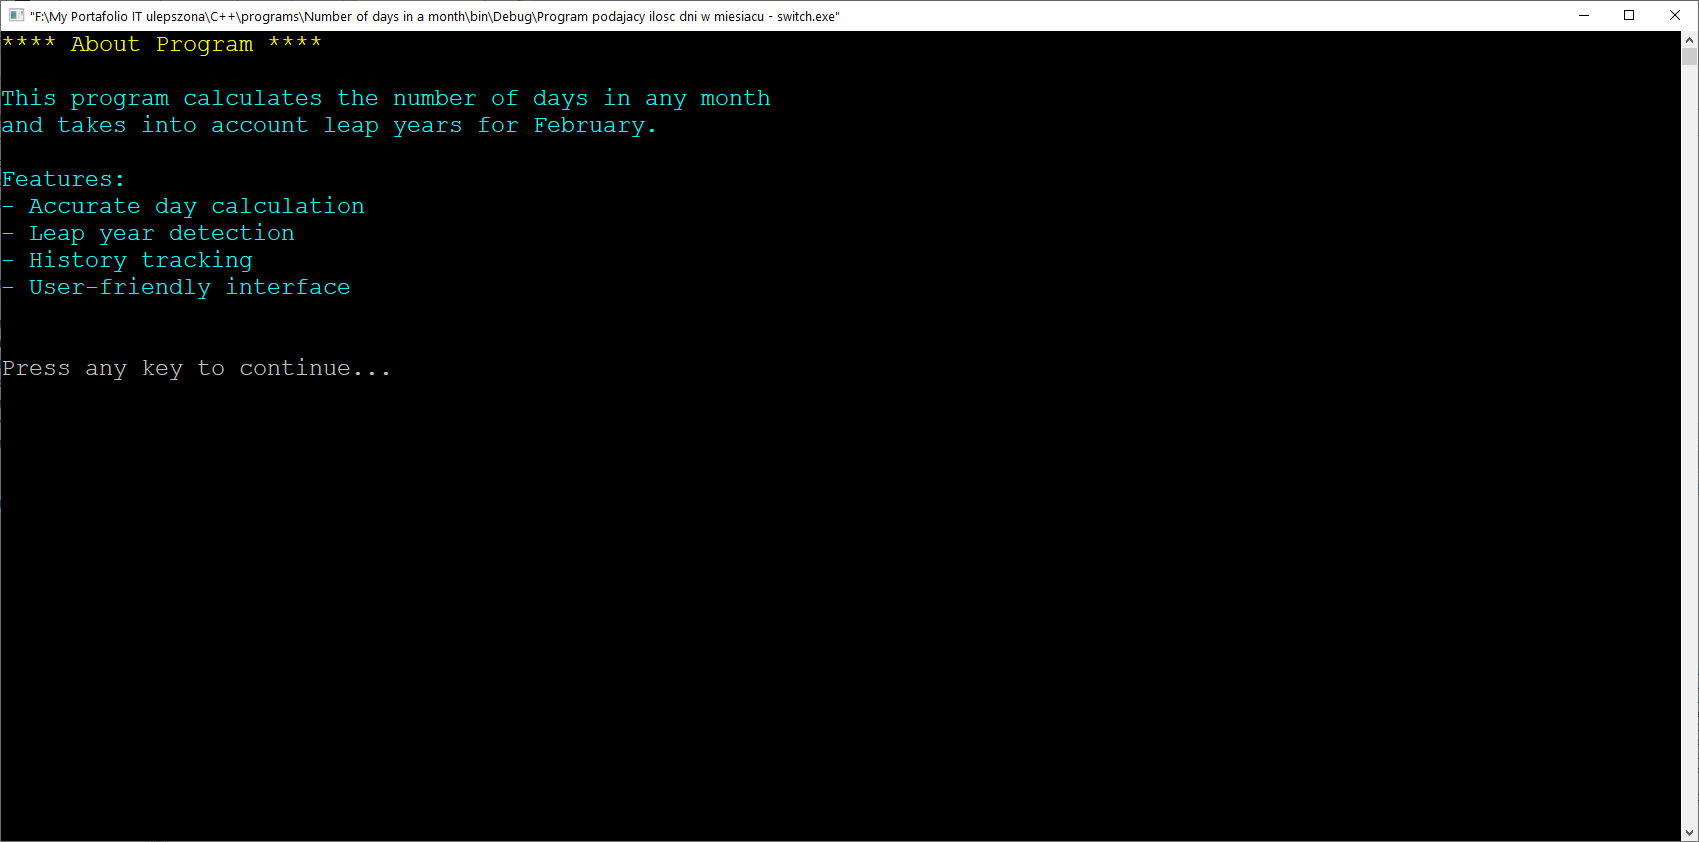 "F:\My Portafolio IT ulepszona\C++\programs\Number of days in a month\bin\Debug\Program podajacy ilosc dni w miesiacu - switch.exe"
**** About Program ****
This program calculates the number of days in any month
and takes into account leap years for February.
Features:
- Accurate day calculation
- Leap year detection
- History tracking
- User-friendly interface
Press any key to continue...